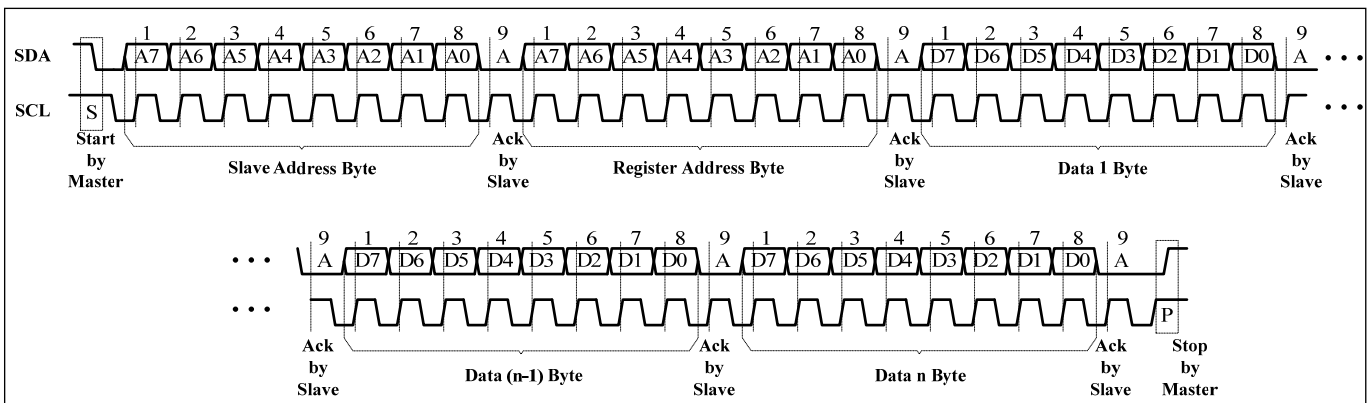 1 2 3 4 5 6 7 8 9 1 2 3 4 5 6 7 8 9 1 2 3 4 5 6 7 8 9
SDA A7 A6 A5 A4 A3 A2 A1 A0 A A7 A6 A5 A4 A3 A2 A1 A0 A D7 D6 D5 D4 D3 D2 D1 D0 A • • •
SCL S • • •
Start by Master
Slave Address Byte
Ack by Slave
Register Address Byte
Ack by Slave
Data 1 Byte
Ack by Slave
9 1 2 3 4 5 6 7 8 9 1 2 3 4 5 6 7 8 9
• • • A D7 D6 D5 D4 D3 D2 D1 D0 A D7 D6 D5 D4 D3 D2 D1 D0 A
• • • P
Ack by Slave
Data (n-1) Byte
Ack by Slave
Data n Byte
Ack by Slave
Stop by Master